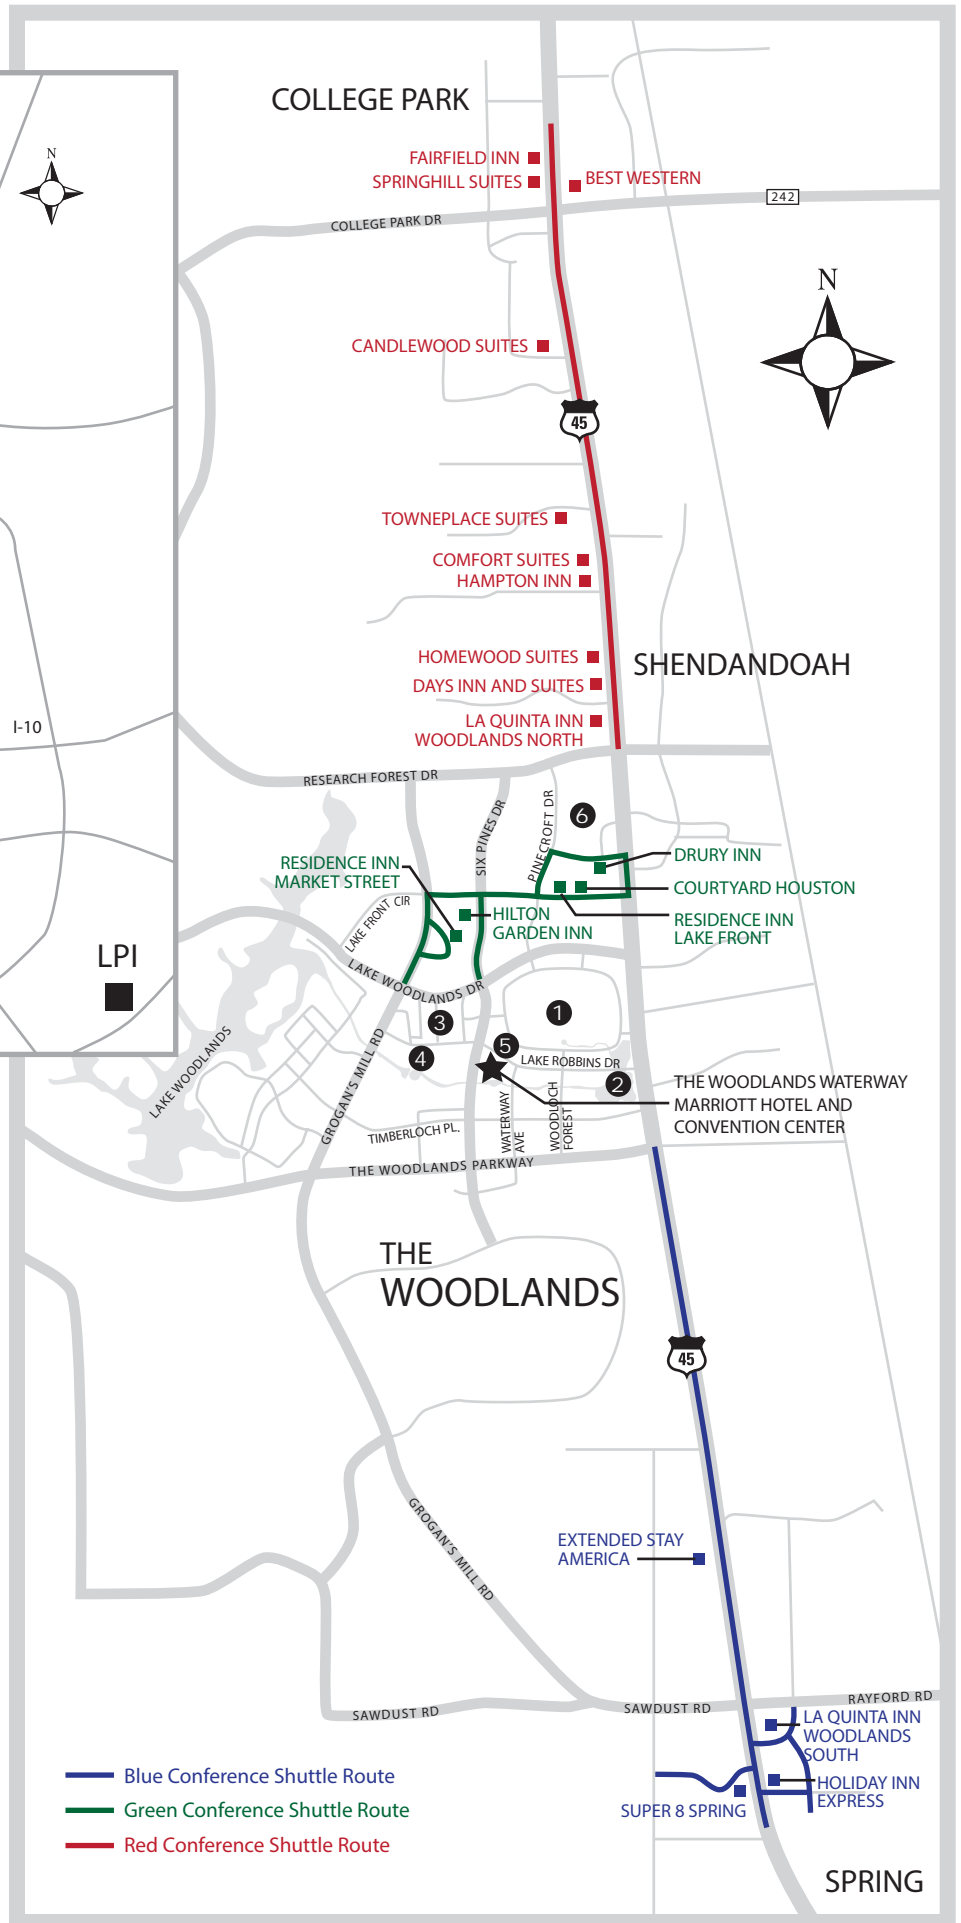 COLLEGE PARK
N
FAIRFIELD INN
SPRINGHILL SUITES
BEST WESTERN
242
COLLEGE PARK DR
N
CANDLEWOOD SUITES
45
TOWNEPLACE SUITES
COMFORT SUITES
HAMPTON INN
HOMEWOOD SUITES
SHENDANDOAH
DAYS INN AND SUITES
LA QUINTA INN
WOODLANDS NORTH
I-10
RESEARCH FOREST DR
SIX PINES DR
PINECROFT DR
6
RESIDENCE INN
MARKET STREET
DRURY INN
COURTYARD HOUSTON
LAKE FRONT CIR
HILTON
GARDEN INN
RESIDENCE INN
LAKE FRONT
LPI
LAKE WOODLANDS DR
1
3
5
4
LAKE ROBBINS DR
2
LAKE WOODLANDS
GROGAN'S MILL RD
THE WOODLANDS WATERWAY
MARRIOTT HOTEL AND
CONVENTION CENTER
TIMBERLOCH PL.
WATERWAY
AVE
WOODLOCH
FOREST
THE WOODLANDS PARKWAY
THE
WOODLANDS
45
GROGAN'S MILL RD
EXTENDED STAY
AMERICA
SAWDUST RD
SAWDUST RD
RAYFORD RD
LA QUINTA INN
WOODLANDS
SOUTH
HOLIDAY INN
EXPRESS
SUPER 8 SPRING
Blue Conference Shuttle Route
Green Conference Shuttle Route
Red Conference Shuttle Route
SPRING